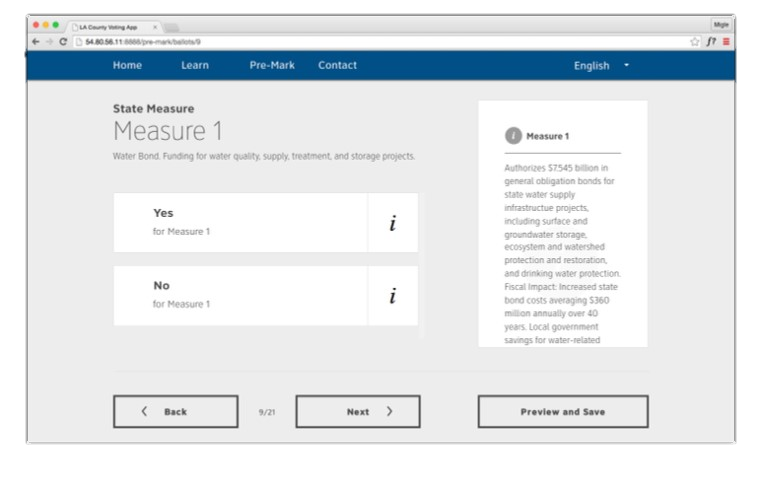 LA County Voting App
Migle
54.80.56.11:8888/pre-mark/ballots/9
f?
Home Learn Pre-Mark Contact English
State Measure
Measure 1
Water Bond. Funding for water quality, supply, treatment, and storage projects.
Yes
for Measure 1
i
No
for Measure 1
i
i Measure 1
Authorizes $7.545 billion in
general obligation bonds for
state water supply
infrastructue projects,
including surface and
groundwater storage,
ecosystem and watershed
protection and restoration,
and drinking water protection.
Fiscal Impact: Increased state
bond costs averaging $360
million annually over 40
years. Local government
savings for water-related
Back 9/21 Next Preview and Save